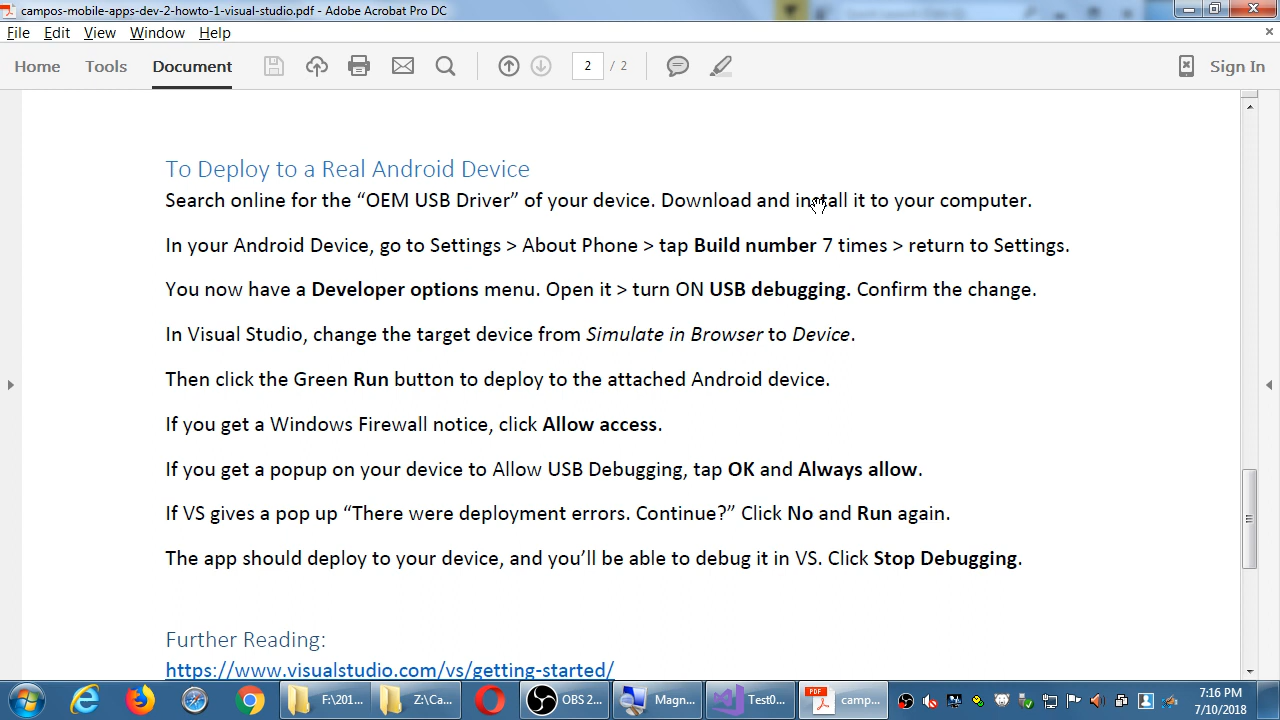 campos-mobile-apps-dev-2-howto-1-visual-studio.pdf - Adobe Acrobat Pro DC
File Edit View Window Help
Home Tools Document 2 / 2 Sign In
To Deploy to a Real Android Device
Search online for the “OEM USB Driver” of your device. Download and install it to your computer.
In your Android Device, go to Settings > About Phone > tap Build number 7 times > return to Settings.
You now have a Developer options menu. Open it > turn ON USB debugging. Confirm the change.
In Visual Studio, change the target device from Simulate in Browser to Device.
Then click the Green Run button to deploy to the attached Android device.
If you get a Windows Firewall notice, click Allow access.
If you get a popup on your device to Allow USB Debugging, tap OK and Always allow.
If VS gives a pop up “There were deployment errors. Continue?” Click No and Run again.
The app should deploy to your device, and you’ll be able to debug it in VS. Click Stop Debugging.
Further Reading:
https://www.visualstudio.com/vs/getting-started/
F:\201... Z:\Ca... OBS 2... Magn... Test0... PDF camp... 7:16 PM
7/10/2018